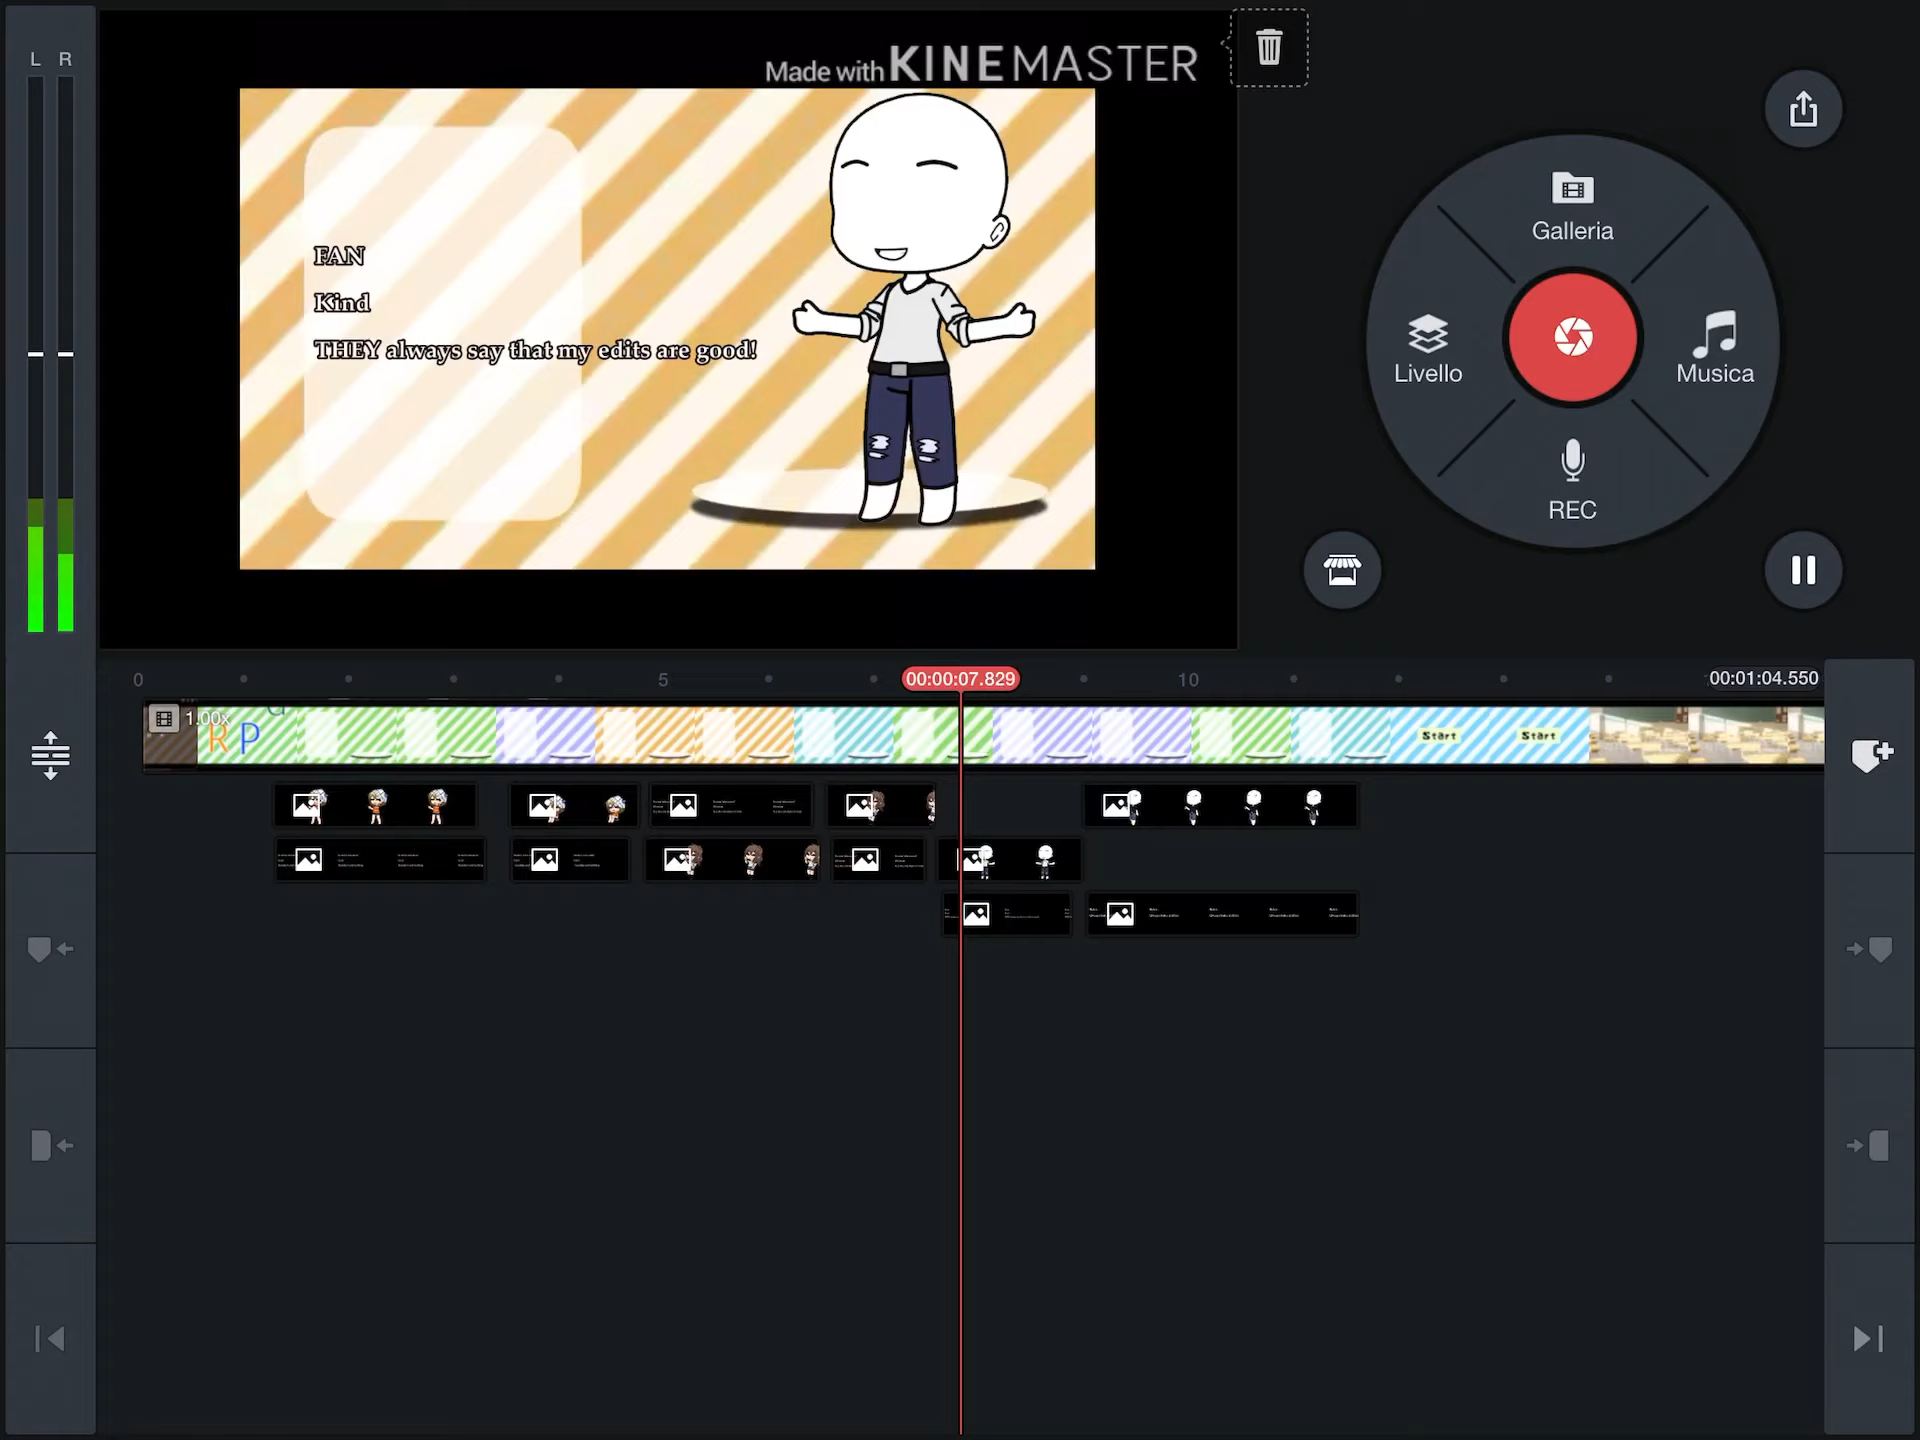 L R
Made with KINEMASTER
FAN
Kind
THEY always say that my edits are good!
Galleria
Livello
Musica
REC
0
5
00:00:07.829
10
00:01:04.550
1.00x
R P
Start
Start